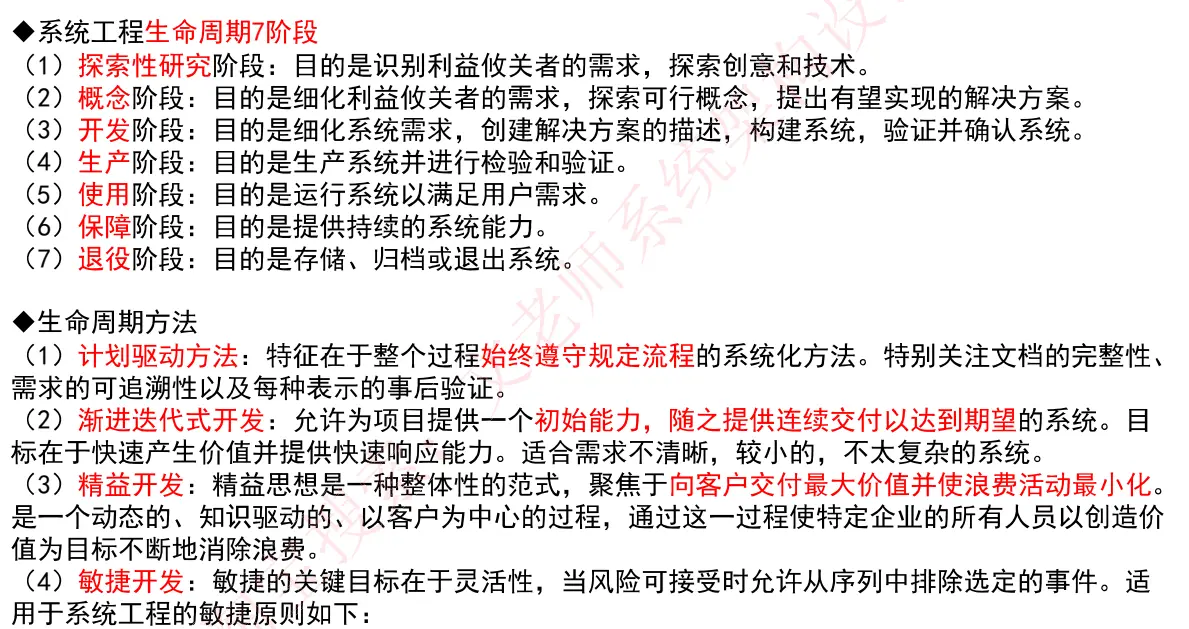 ◆系统工程生命周期7阶段
（1）探索性研究阶段：目的是识别利益攸关者的需求，探索创意和技术。
（2）概念阶段：目的是细化利益攸关者的需求，探索可行概念，提出有望实现的解决方案。
（3）开发阶段：目的是细化系统需求，创建解决方案的描述，构建系统，验证并确认系统。
（4）生产阶段：目的是生产系统并进行检验和验证。
（5）使用阶段：目的是运行系统以满足用户需求。
（6）保障阶段：目的是提供持续的系统能力。
（7）退役阶段：目的是存储、归档或退出系统。
◆生命周期方法
（1）计划驱动方法：特征在于整个过程始终遵守规定流程的系统化方法。特别关注文档的完整性、
需求的可追溯性以及每种表示的事后验证。
（2）渐进迭代式开发：允许为项目提供一个初始能力，随之提供连续交付以达到期望的系统。目
标在于快速产生价值并提供快速响应能力。适合需求不清晰，较小的，不太复杂的系统。
（3）精益开发：精益思想是一种整体性的范式，聚焦于向客户交付最大价值并使浪费活动最小化。
是一个动态的、知识驱动的、以客户为中心的过程，通过这一过程使特定企业的所有人员以创造价
值为目标不断地消除浪费。
（4）敏捷开发：敏捷的关键目标在于灵活性，当风险可接受时允许从序列中排除选定的事件。适
用于系统工程的敏捷原则如下：
老师系统架构设